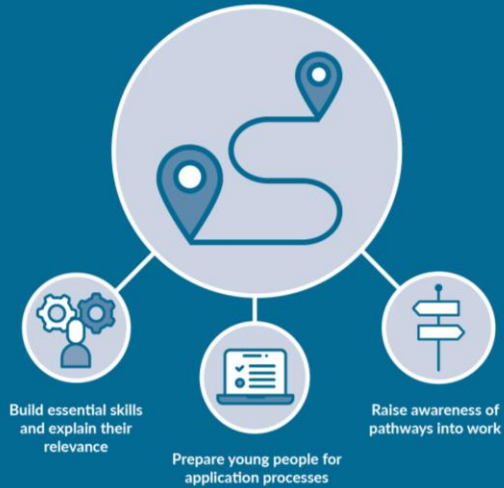 Build essential skills
and explain their
relevance
Prepare young people for
application processes
Raise awareness of
pathways into work